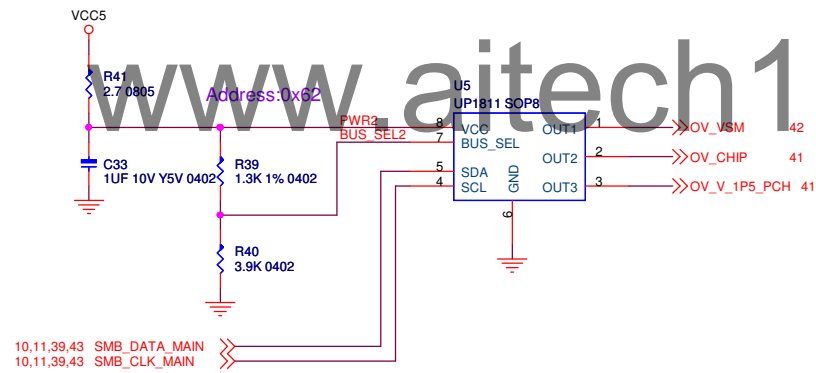 VCC5
www.aitech1
R41
2.7 0805
Address:0x62
U5
UP1811 SOP8
PWR2
BUS_SEL2
8
7
5
4
VCC
BUS_SEL
SDA
SCL
GND
6
OUT1
OUT2
OUT3
1
2
3
OV_VSM 42
OV_CHIP 41
OV_V_1P5_PCH 41
C33
1UF 10V Y5V 0402
R39
1.3K 1% 0402
R40
3.9K 0402
10,11,39,43 SMB_DATA_MAIN
10,11,39,43 SMB_CLK_MAIN